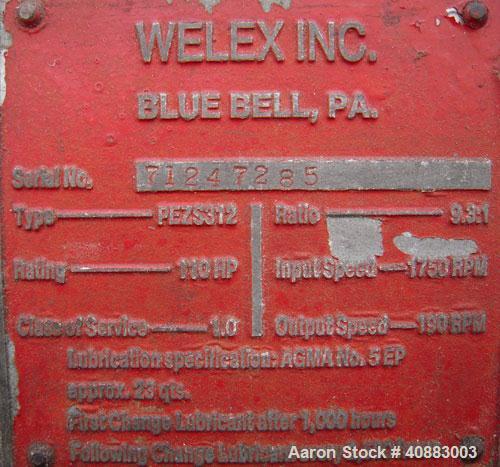 WELEX INC.
BLUE BELL, PA.
Serial No. 71247285
Type PEZS312
Ratio 9.3:1
Rating 110 HP
Input Speed 1750 RPM
Class of Service 1.0
Output Speed 190 RPM
Lubrication specification: AGMA No. 5 EP
approx. 23 qts.
First Change Lubricant after 1,000 hours
Following Change Lubricant
Aaron Stock # 40883003